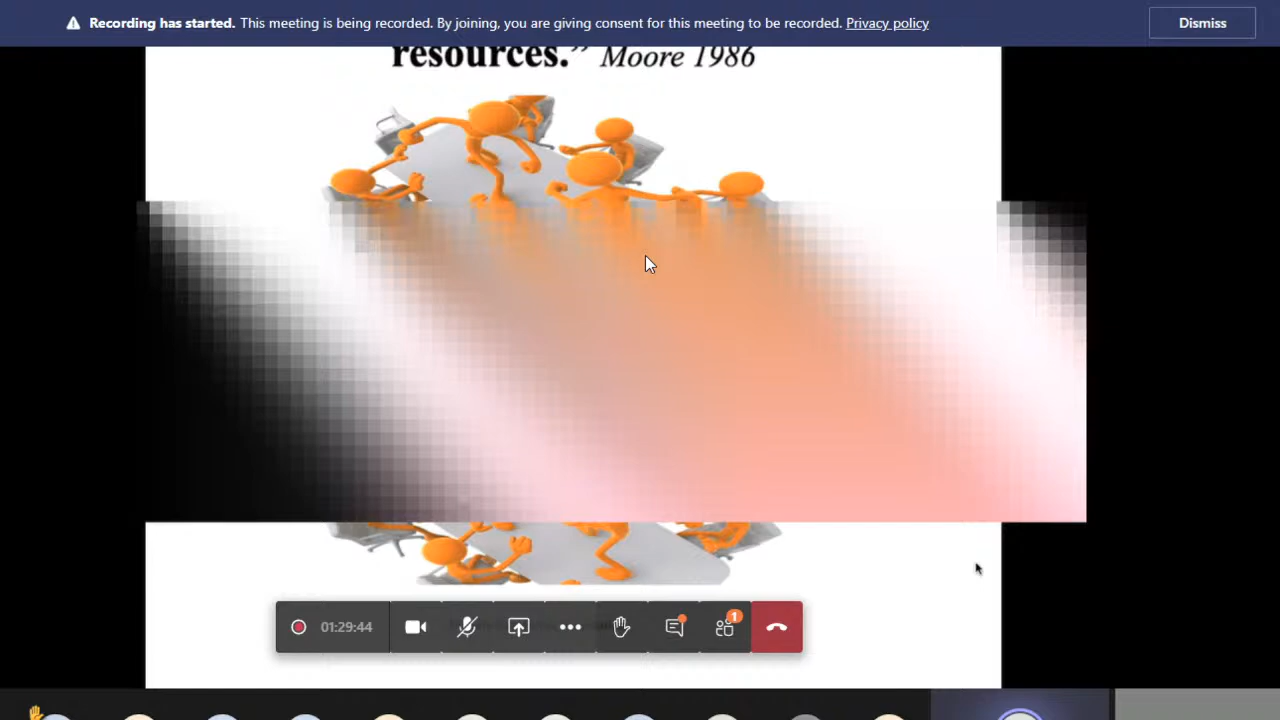 Recording has started. This meeting is being recorded. By joining, you are giving consent for this meeting to be recorded. Privacy policy
Dismiss
resources.” Moore 1986
01:29:44
1